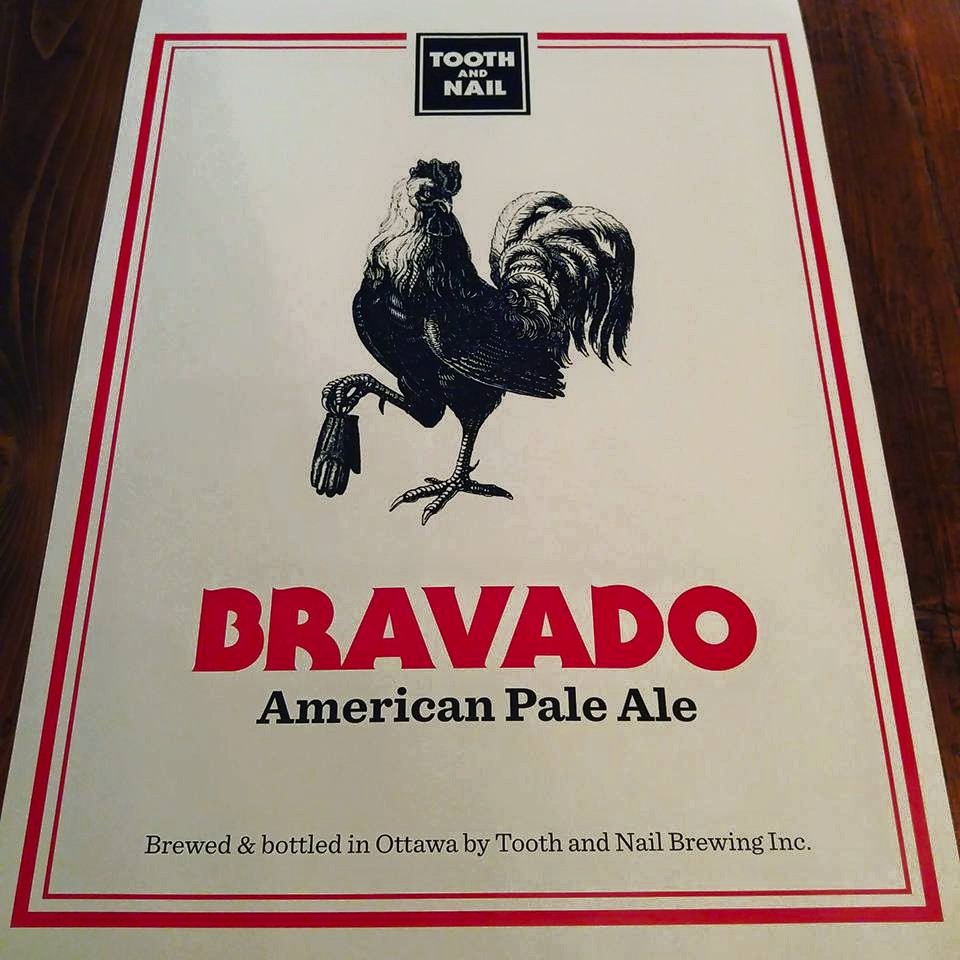 TOOTH
AND
NAIL
BRAVADO
American Pale Ale
Brewed & bottled in Ottawa by Tooth and Nail Brewing Inc.